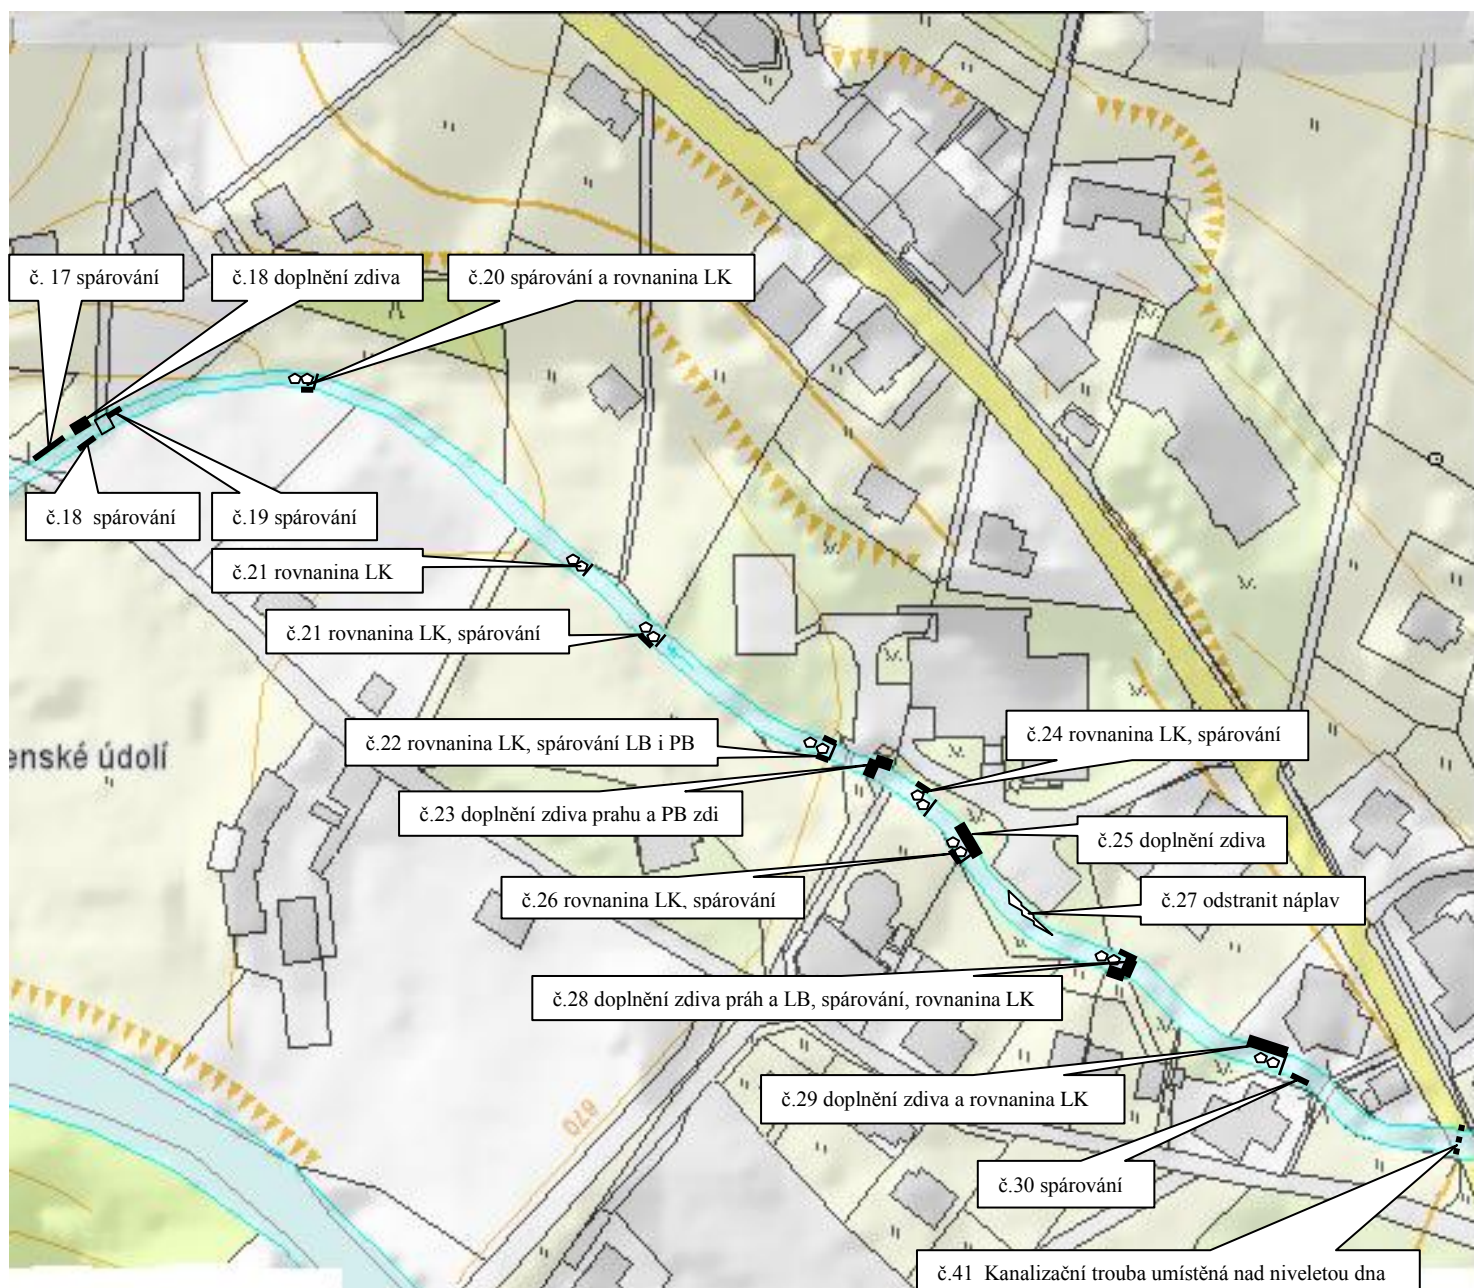 č. 17 spárování
č.18 doplnění zdiva
č.20 spárování a rovnanina LK
č.18  spárování
č.19 spárování
č.21 rovnanina LK
č.21 rovnanina LK, spárování
č.22 rovnanina LK, spárování LB i PB
č.24 rovnanina LK, spárování
enské údolí
č.23 doplnění zdiva prahu a PB zdi
č.25 doplnění zdiva
č.26 rovnanina LK, spárování
č.27 odstranit náplav
č.28 doplnění zdiva práh a LB, spárování, rovnanina LK
č.29 doplnění zdiva a rovnanina LK
670
č.30 spárování
č.41  Kanalizační trouba umístěná nad niveletou dna